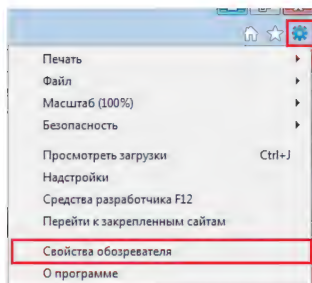 Печать
Файл
Масштаб (100%)
Безопасность
Просмотреть загрузки Ctrl+J
Надстройки
Средства разработчика F12
Перейти к закрепленным сайтам
Свойства обозревателя
О программе